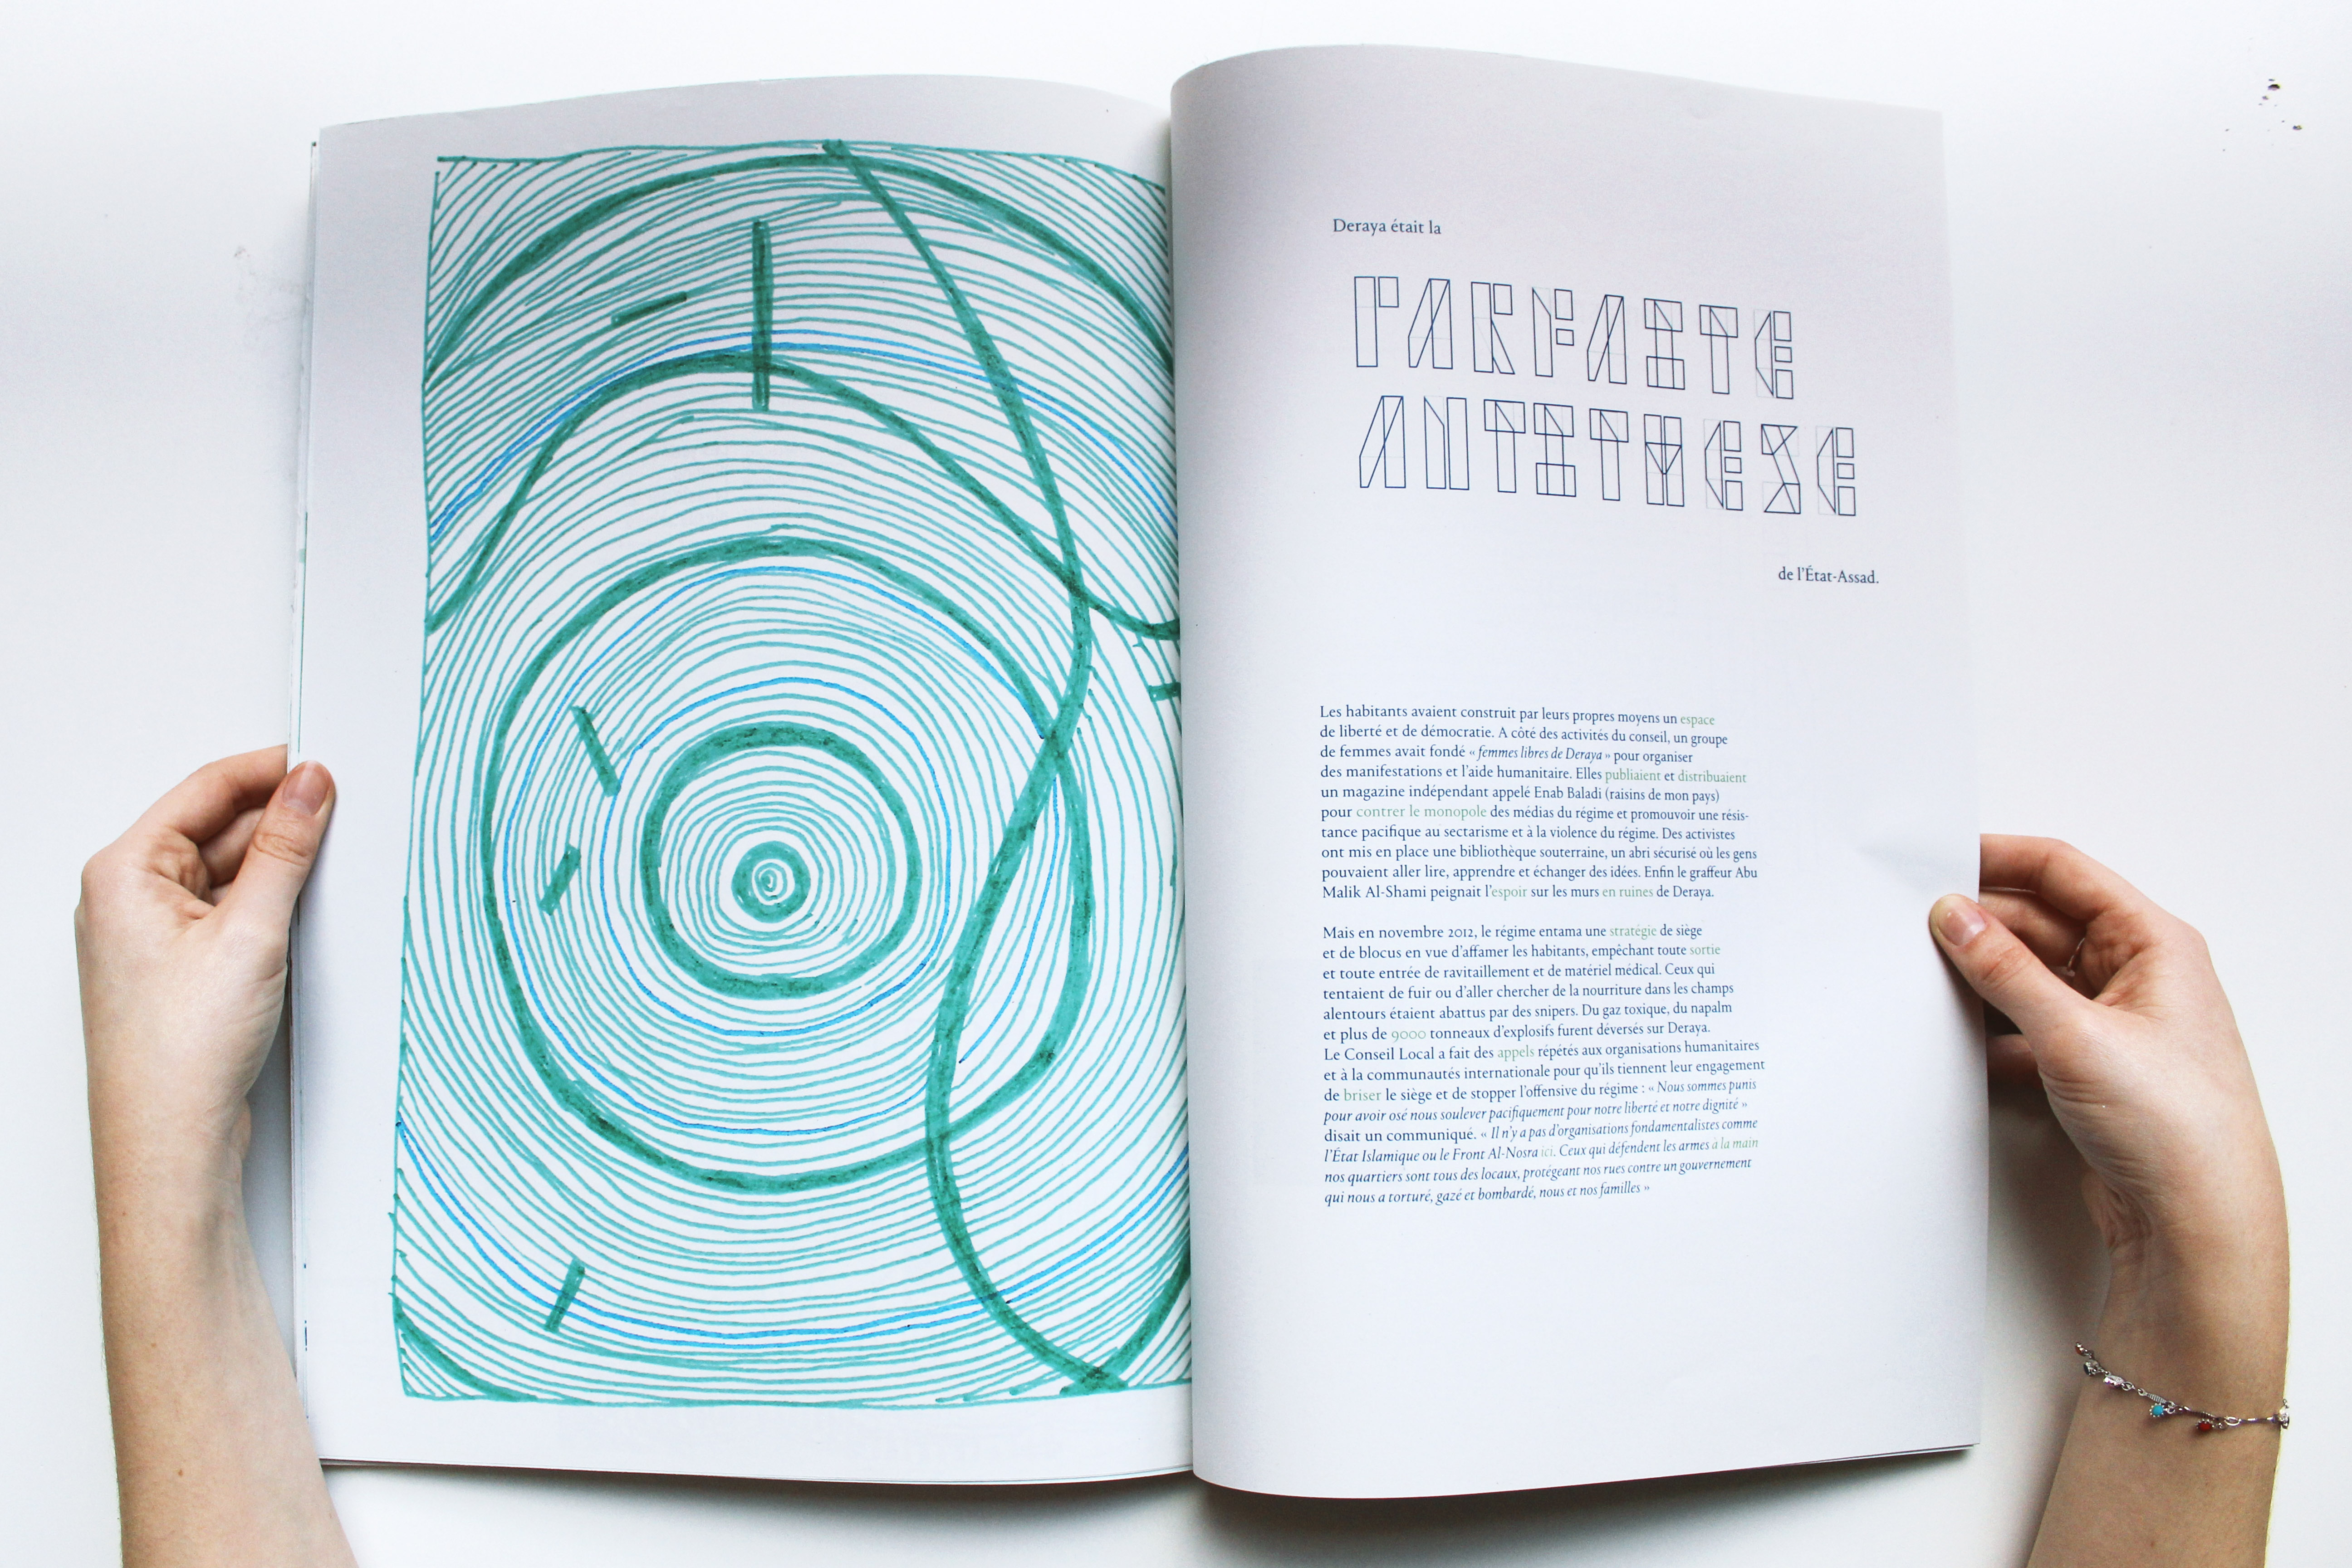 Deraya était la
PARFAITE
ANTITHESE
de l'État-Assad.
Les habitants avaient construit par leurs propres moyens un espace
de liberté et de démocratie. A côté des activités du conseil, un groupe
de femmes avait fondé « femmes libres de Deraya » pour organiser
des manifestations et l'aide humanitaire. Elles publiaient et distribuaient
un magazine indépendant appelé Enab Baladi (raisins de mon pays)
pour contrer le monopole des médias du régime et promouvoir une résis-
tance pacifique au sectarisme et à la violence du régime. Des activistes
ont mis en place une bibliothèque souterraine, un abri sécurisé où les gens
pouvaient aller lire, apprendre et échanger des idées. Enfin le graffeur Abu
Malik Al-Shami peignait l'espoir sur les murs en ruines de Deraya.
Mais en novembre 2012, le régime entama une stratégie de siège
et de blocus en vue d'affamer les habitants, empêchant toute sortie
et toute entrée de ravitaillement et de matériel médical. Ceux qui
tentaient de fuir ou d'aller chercher de la nourriture dans les champs
alentours étaient abattus par des snipers. Du gaz toxique, du napalm
et plus de 9000 tonneaux d'explosifs furent déversés sur Deraya.
Le Conseil Local a fait des appels répétés aux organisations humanitaires
et à la communautés internationale pour qu'ils tiennent leur engagement
de briser le siège et de stopper l'offensive du régime : « Nous sommes punis
pour avoir osé nous soulever pacifiquement pour notre liberté et notre dignité »
disait un communiqué. « Il n'y a pas d'organisations fondamentalistes comme
l'État Islamique ou le Front Al-Nosra ici. Ceux qui défendent les armes à la main
nos quartiers sont tous des locaux, protégeant nos rues contre un gouvernement
qui nous a torturé, gazé et bombardé, nous et nos familles »